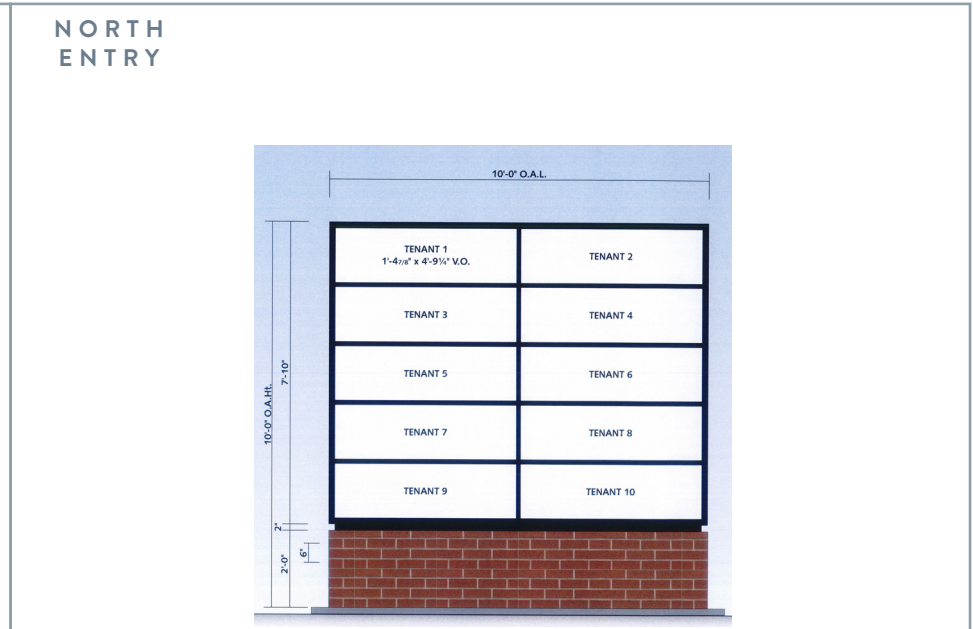 NORTH
ENTRY
10'-0" O.A.L.
TENANT 1
1'-4 7/8" x 4'-9¼" V.O.
TENANT 2
TENANT 3
TENANT 4
TENANT 5
TENANT 6
TENANT 7
TENANT 8
TENANT 9
TENANT 10
10'-0" O.A.Ht.
7'-10"
2"
2'-0"
6"